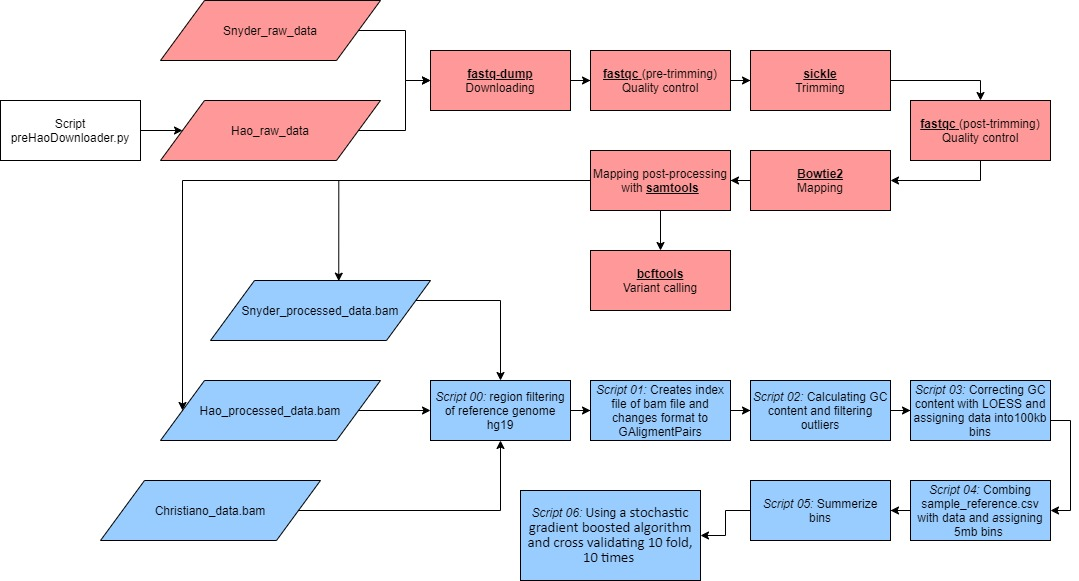 Snyder_raw_data
fastq-dump
Downloading
fastqc (pre-trimming)
Quality control
sickle
Trimming
Script
preHaoDownloader.py
Hao_raw_data
fastqc (post-trimming)
Quality control
Mapping post-processing
with samtools
Bowtie2
Mapping
bcftools
Variant calling
Snyder_processed_data.bam
Hao_processed_data.bam
Script 00: region filtering
of reference genome
hg19
Script 01: Creates index
file of bam file and
changes format to
GAligmentPairs
Script 02: Calculating GC
content and filtering
outliers
Script 03: Correcting GC
content with LOESS and
assigning data into100kb
bins
Christiano_data.bam
Script 06: Using a stochastic
gradient boosted algorithm
and cross validating 10 fold,
10 times
Script 05: Summerize
bins
Script 04: Combing
sample_reference.csv
with data and assigning
5mb bins